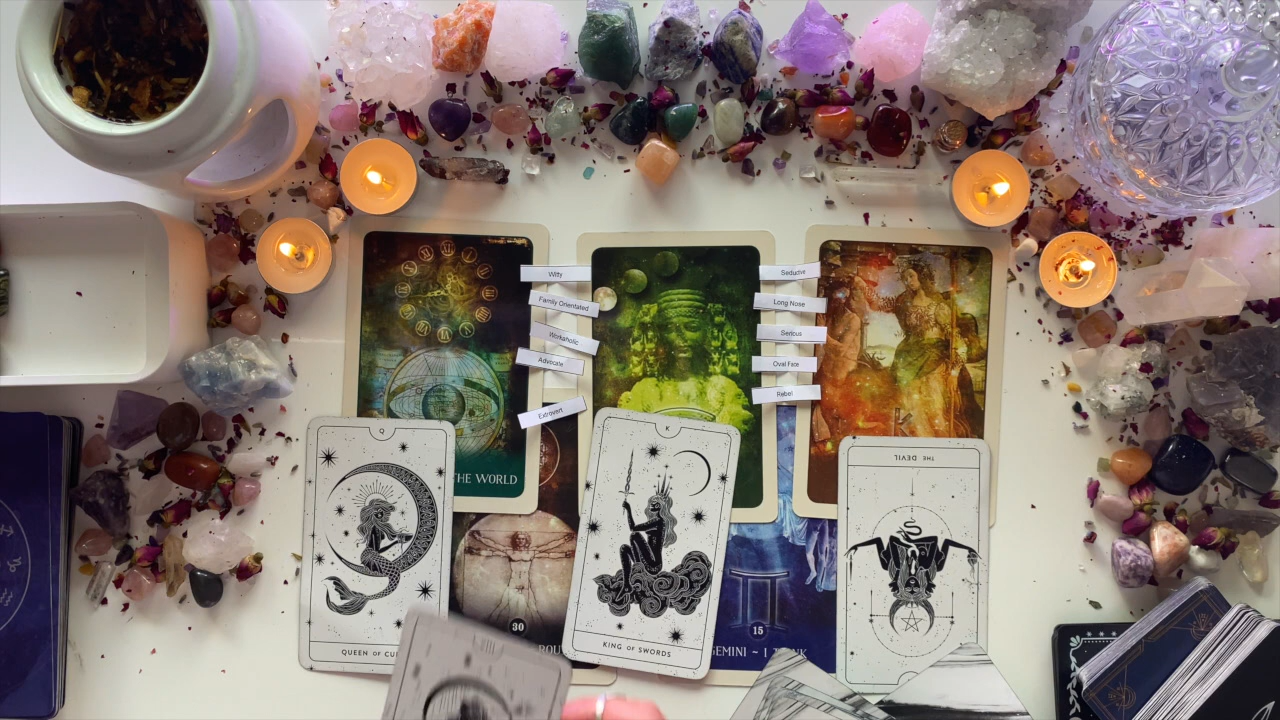 Witty
Family Orientated
Workaholic
Advocate
Extrovert
Seductive
Long Nose
Serious
Oval Face
Rebel
THE WORLD
Q
QUEEN OF
K
KING OF SWORDS
THE DEVIL
30
15
GEMINI ~ I